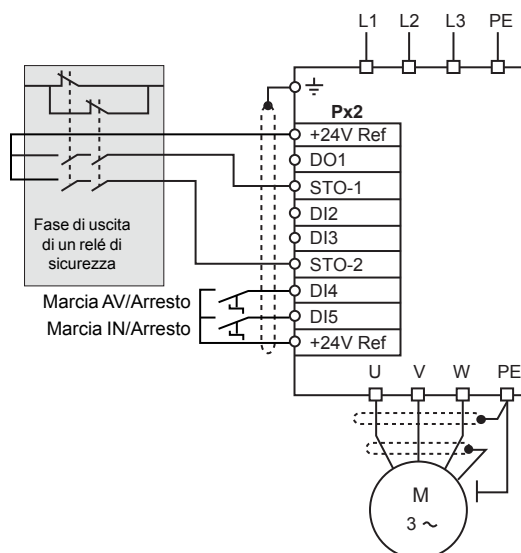 L1 L2 L3 PE
Px2
+24V Ref
DO1
STO-1
DI2
DI3
STO-2
DI4
DI5
+24V Ref
Fase di uscita
di un relé di
sicurezza
Marcia AV/Arresto
Marcia IN/Arresto
U V W PE
M
3 ~